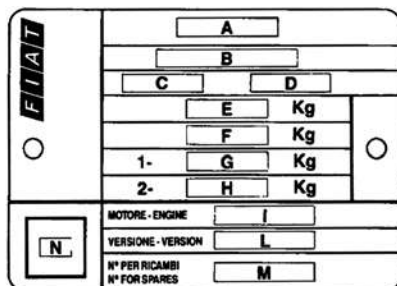 FIAT
A
B
C D
E Kg
F Kg
1- G Kg
2- H Kg
MOTORE - ENGINE I
VERSIONE - VERSION L
N° PER RICAMBI
N° FOR SPARES M
N